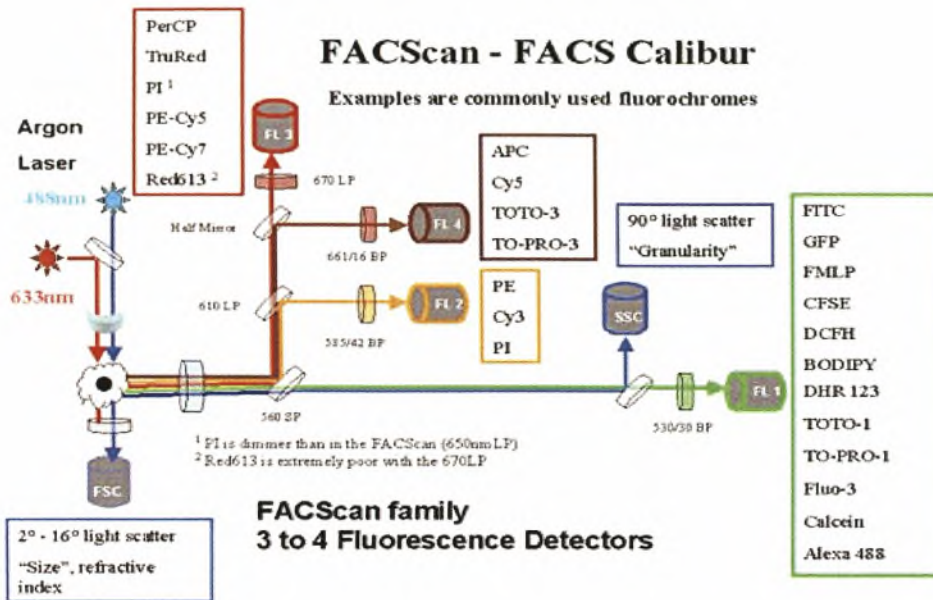 FACScan - FACS Calibur
Examples are commonly used fluorochromes
PerCP
TruRed
PI ¹
PE-Cy5
PE-Cy7
Red613 ²
Argon
Laser
488nm
633nm
FL 3
670 LP
Half Mirror
661/16 BP
FL 4
APC
Cy5
TOTO-3
TO-PRO-3
610 LP
585/42 BP
FL 2
PE
Cy3
PI
90° light scatter
“Granularity”
SSC
560 SP
530/30 BP
FL 1
FITC
GFP
FMLP
CFSE
DCFH
BODIPY
DHR 123
TOTO-1
TO-PRO-1
Fluo-3
Calcein
Alexa 488
¹ PI is dimmer than in the FACScan (650nm LP)
² Red613 is extremely poor with the 670LP
FSC
2° - 16° light scatter
“Size”, refractive
index
FACScan family
3 to 4 Fluorescence Detectors